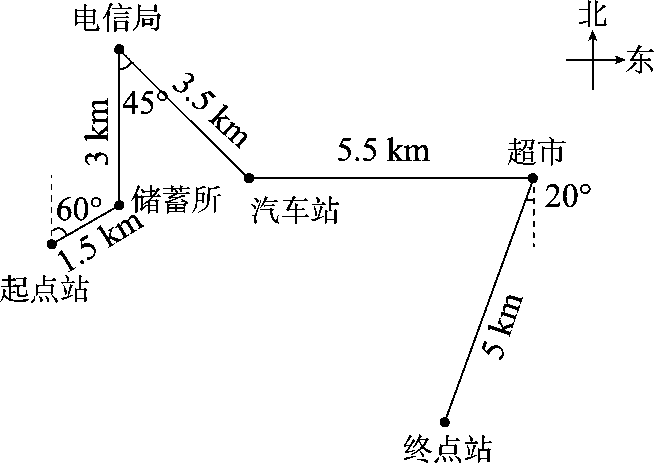 电信局
北
东
45°
3.5 km
3 km
5.5 km
超市
60°
储蓄所
汽车站
20°
1.5 km
起点站
5 km
终点站